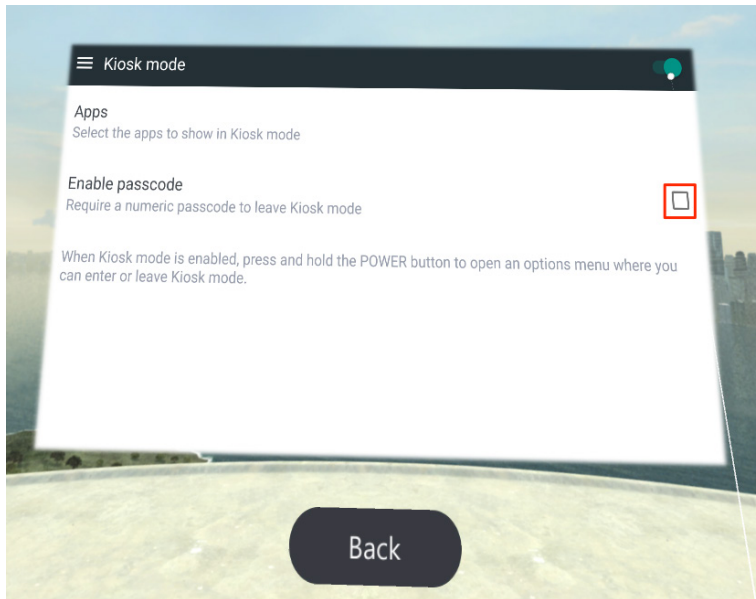 Kiosk mode
Apps
Select the apps to show in Kiosk mode
Enable passcode
Require a numeric passcode to leave Kiosk mode
When Kiosk mode is enabled, press and hold the POWER button to open an options menu where you
can enter or leave Kiosk mode.
Back